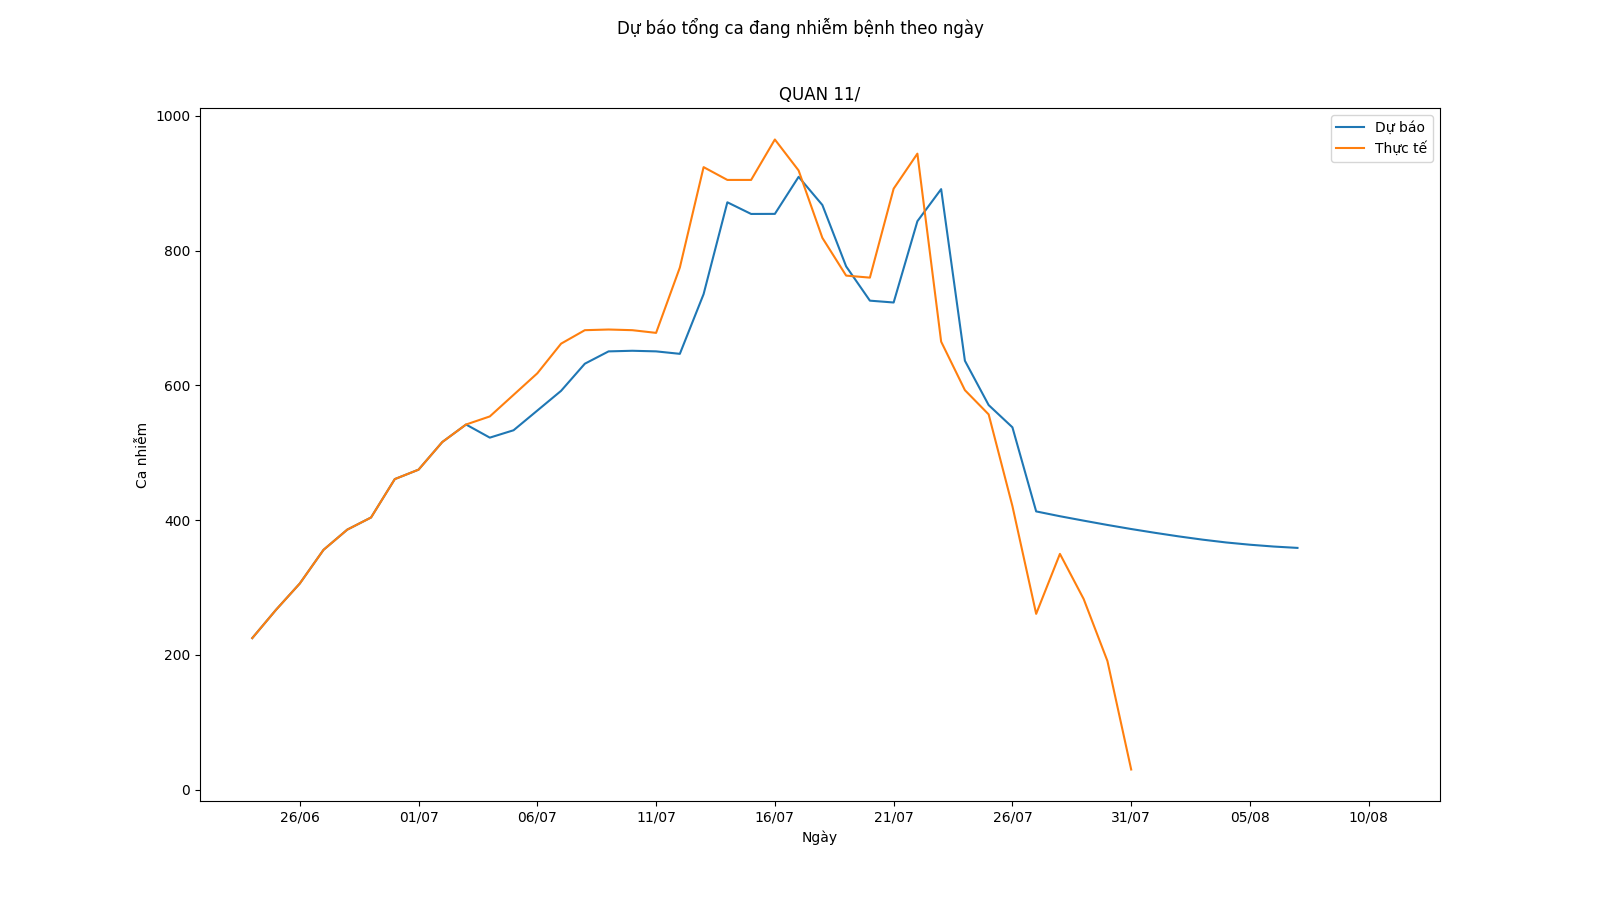 Dự báo tổng ca đang nhiễm bệnh theo ngày
QUAN 11/
Dự báo
Thực tế
1000
800
600
400
200
0
Ca nhiễm
26/06 01/07 06/07 11/07 16/07 21/07 26/07 31/07 05/08 10/08
Ngày